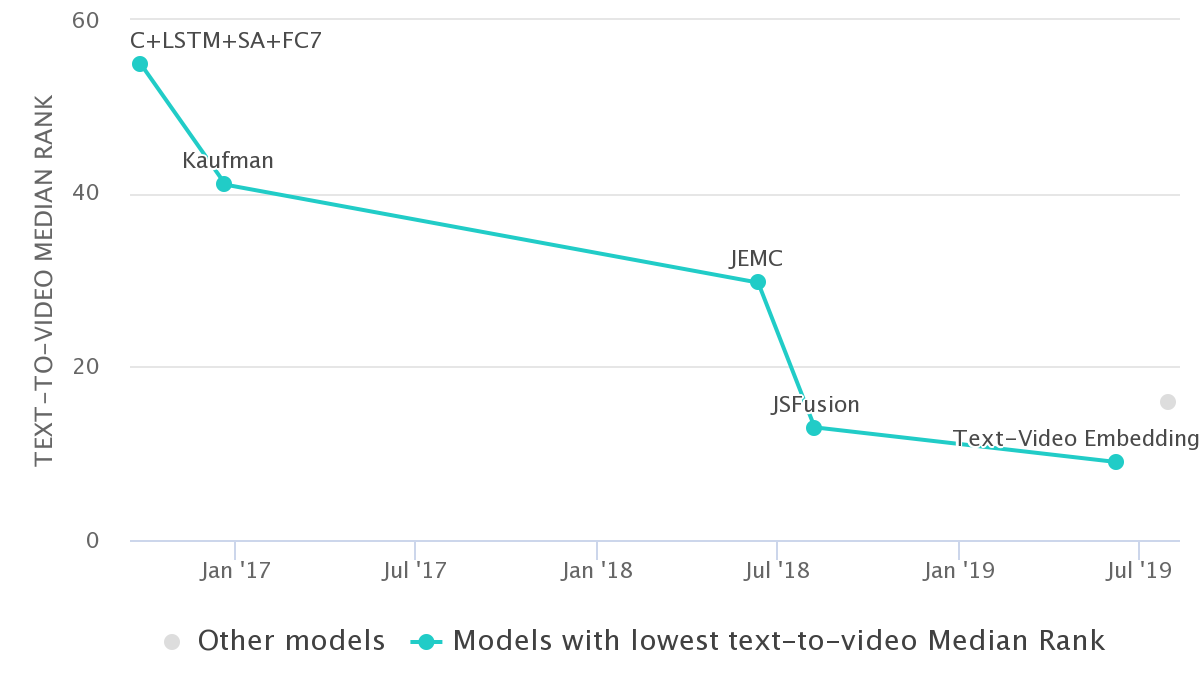 TEXT-TO-VIDEO MEDIAN RANK
60
40
20
0
C+LSTM+SA+FC7
Kaufman
JEMC
JSFusion
Text-Video Embedding
Jan '17
Jul '17
Jan '18
Jul '18
Jan '19
Jul '19
Other models
Models with lowest text-to-video Median Rank